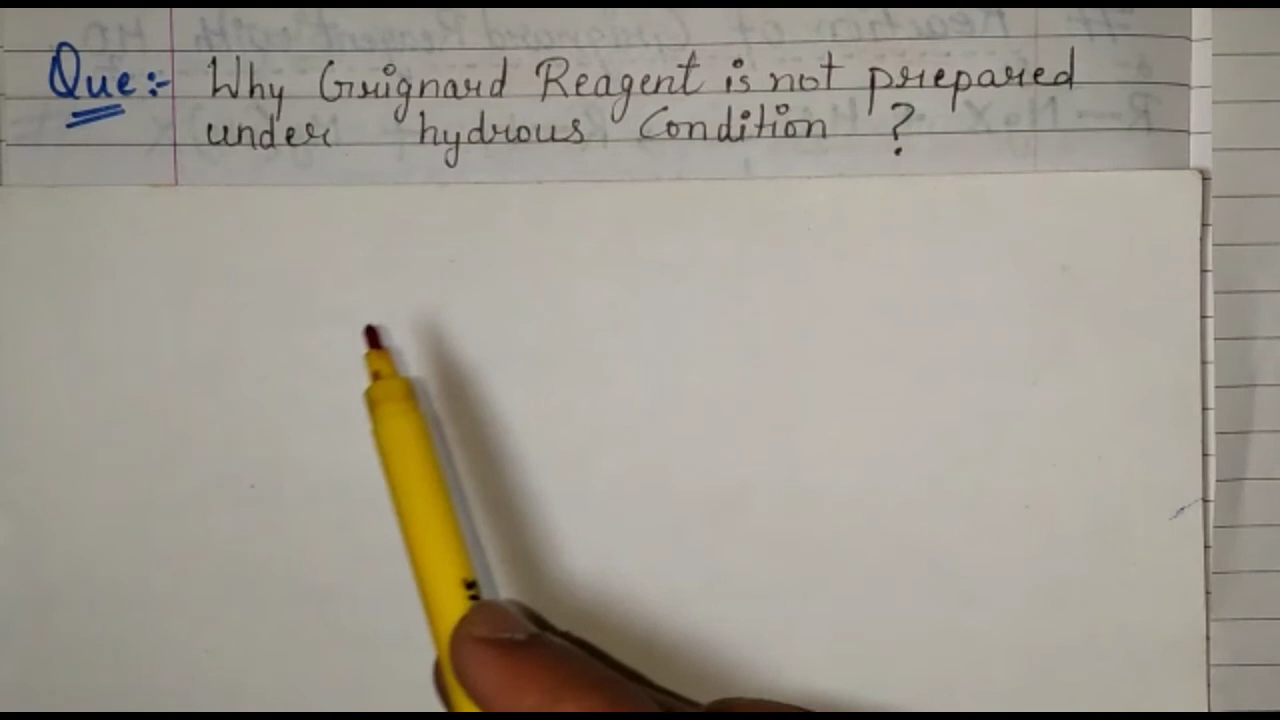 Que:- Why Grignard Reagent is not prepared
under hydrous Condition ?